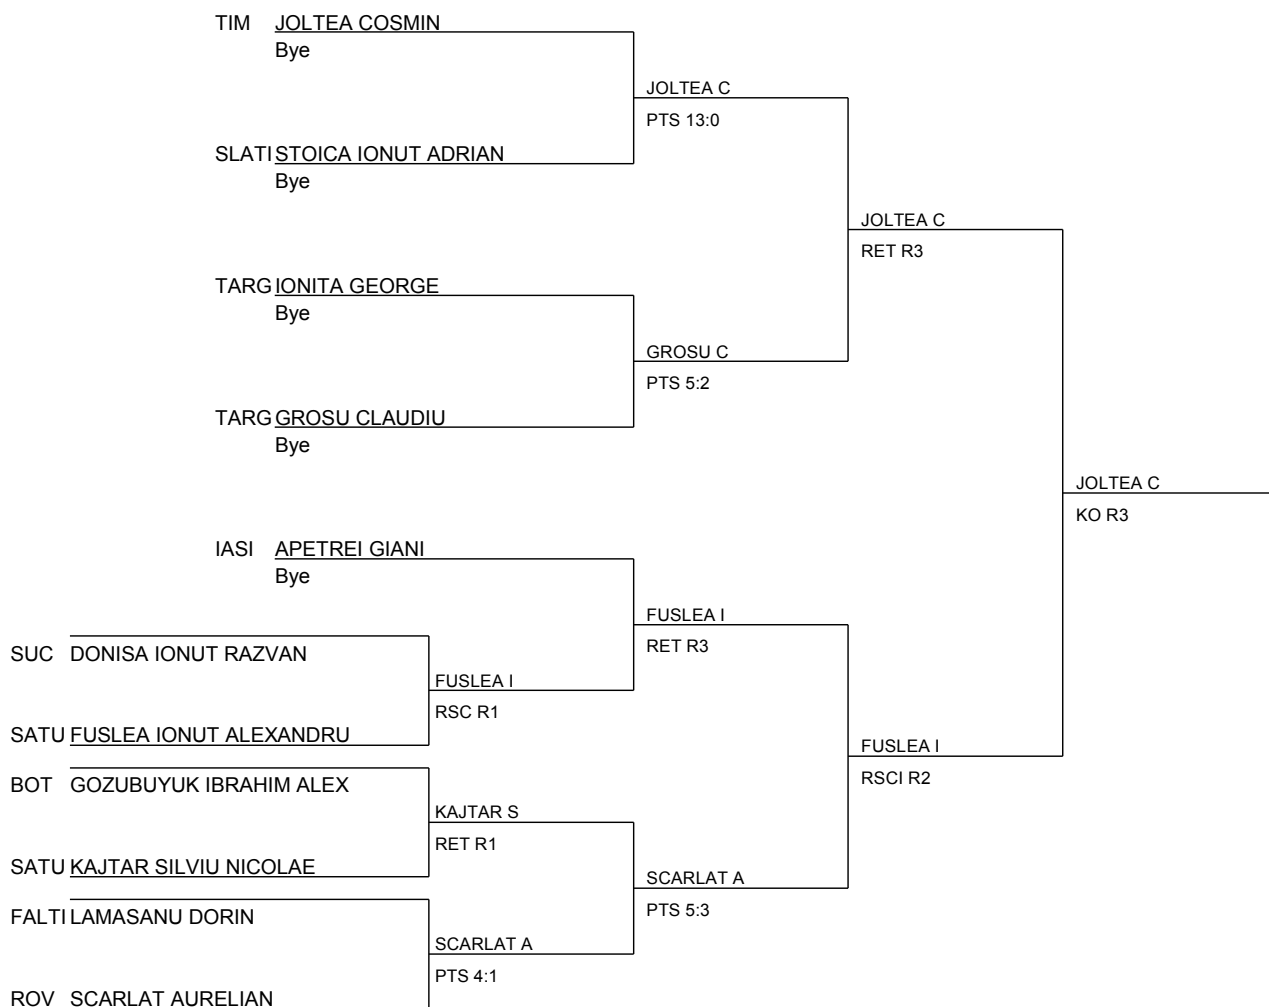 TIM JOLTEA COSMIN
Bye
JOLTEA C
PTS 13:0
SLATI STOICA IONUT ADRIAN
Bye
JOLTEA C
RET R3
TARG IONITA GEORGE
Bye
GROSU C
PTS 5:2
TARG GROSU CLAUDIU
Bye
JOLTEA C
KO R3
IASI APETREI GIANI
Bye
FUSLEA I
RET R3
SUC DONISA IONUT RAZVAN
FUSLEA I
RSC R1
SATU FUSLEA IONUT ALEXANDRU
FUSLEA I
RSCI R2
BOT GOZUBUYUK IBRAHIM ALEX
KAJTAR S
RET R1
SATU KAJTAR SILVIU NICOLAE
SCARLAT A
PTS 5:3
FALTI LAMASANU DORIN
SCARLAT A
PTS 4:1
ROV SCARLAT AURELIAN